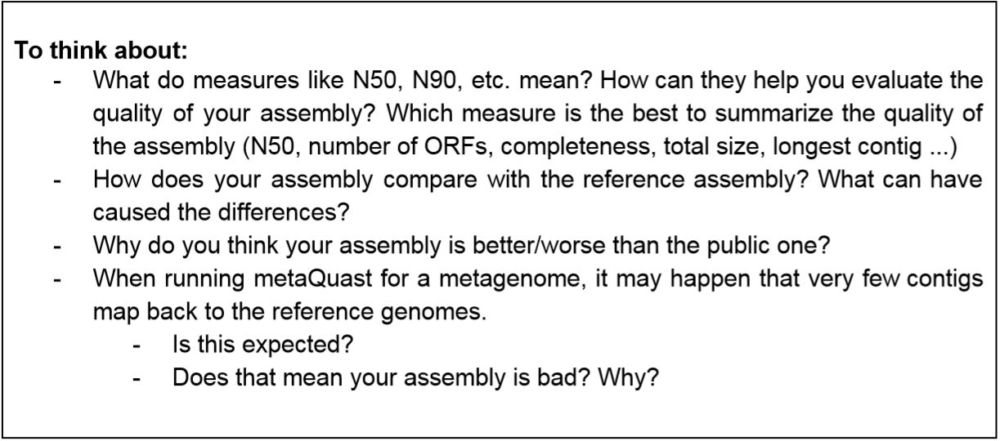 To think about:
- What do measures like N50, N90, etc. mean? How can they help you evaluate the
quality of your assembly? Which measure is the best to summarize the quality of
the assembly (N50, number of ORFs, completeness, total size, longest contig ...)
- How does your assembly compare with the reference assembly? What can have
caused the differences?
- Why do you think your assembly is better/worse than the public one?
- When running metaQuast for a metagenome, it may happen that very few contigs
map back to the reference genomes.
- Is this expected?
- Does that mean your assembly is bad? Why?